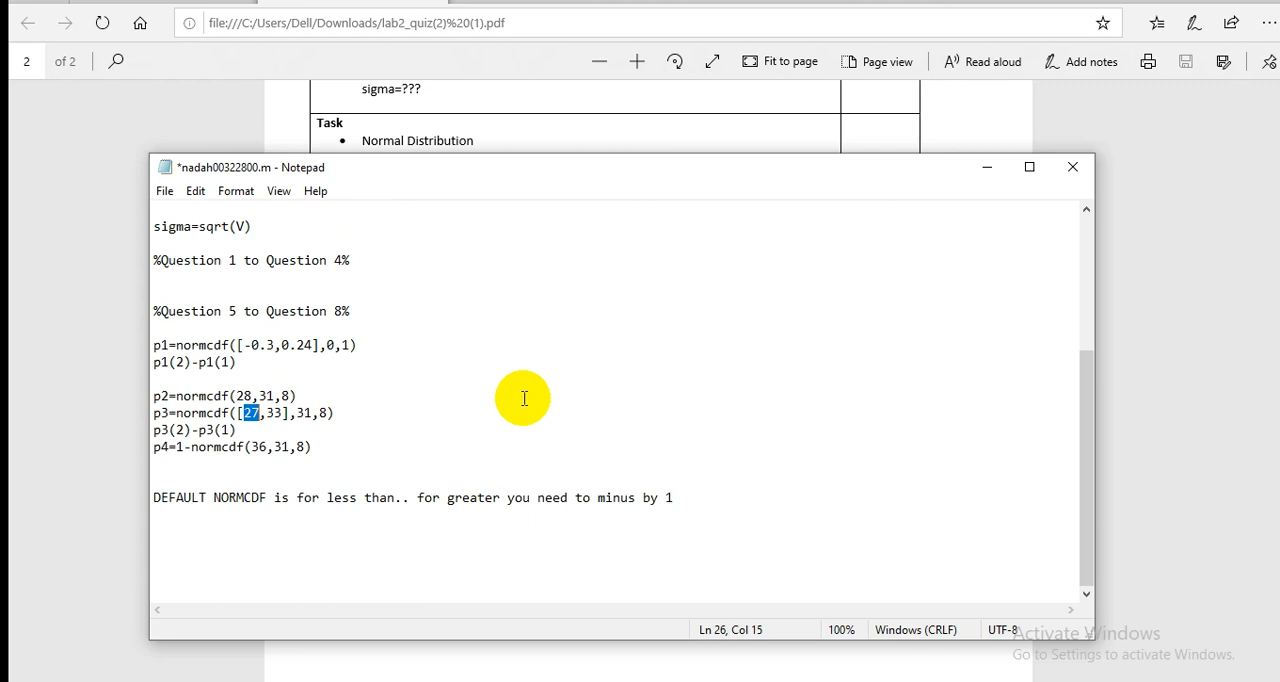 file:///C:/Users/Dell/Downloads/lab2_quiz(2)%20(1).pdf
2 of 2 Fit to page Page view Read aloud Add notes
sigma=???
Task
• Normal Distribution
*nadah00322800.m - Notepad
File Edit Format View Help
sigma=sqrt(V)
%Question 1 to Question 4%
%Question 5 to Question 8%
p1=normcdf([-0.3,0.24],0,1)
p1(2)-p1(1)
p2=normcdf(28,31,8)
p3=normcdf([27,33],31,8)
p3(2)-p3(1)
p4=1-normcdf(36,31,8)
DEFAULT NORMCDF is for less than.. for greater you need to minus by 1
Ln 26, Col 15 100% Windows (CRLF) UTF-8
Activate Windows
Go to Settings to activate Windows.